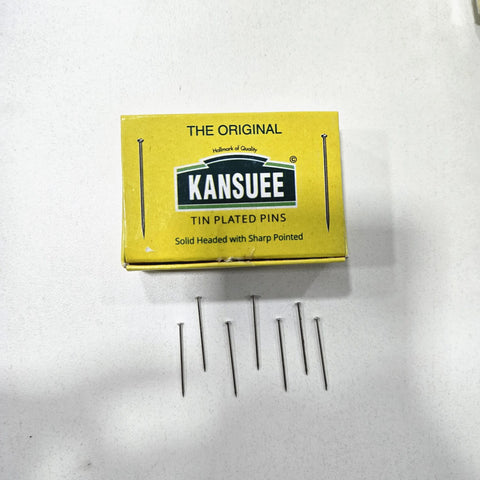 THE ORIGINAL
Hallmark of Quality
©
KANSUEE
TIN PLATED PINS
Solid Headed with Sharp Pointed